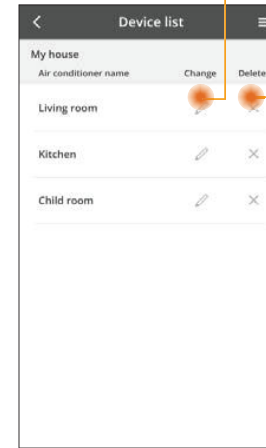 Device list
My house
Air conditioner name Change Delete
Living room
Kitchen
Child room